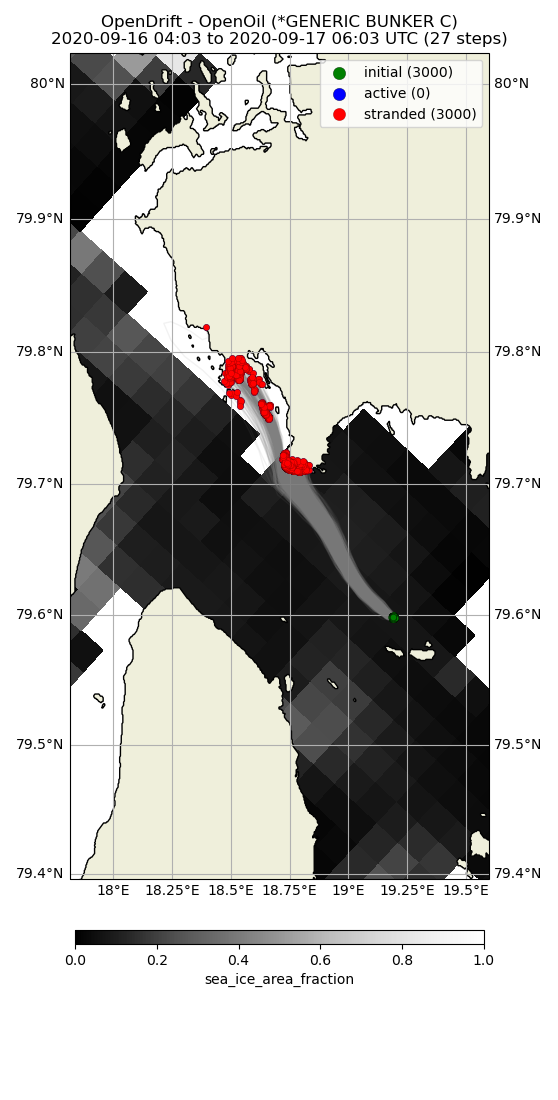 OpenDrift - OpenOil (*GENERIC BUNKER C)
2020-09-16 04:03 to 2020-09-17 06:03 UTC (27 steps)
initial (3000)
active (0)
stranded (3000)
80°N 80°N
79.9°N 79.9°N
79.8°N 79.8°N
79.7°N 79.7°N
79.6°N 79.6°N
79.5°N 79.5°N
79.4°N 79.4°N
18°E 18.25°E 18.5°E 18.75°E 19°E 19.25°E 19.5°E
0.0 0.2 0.4 0.6 0.8 1.0
sea_ice_area_fraction